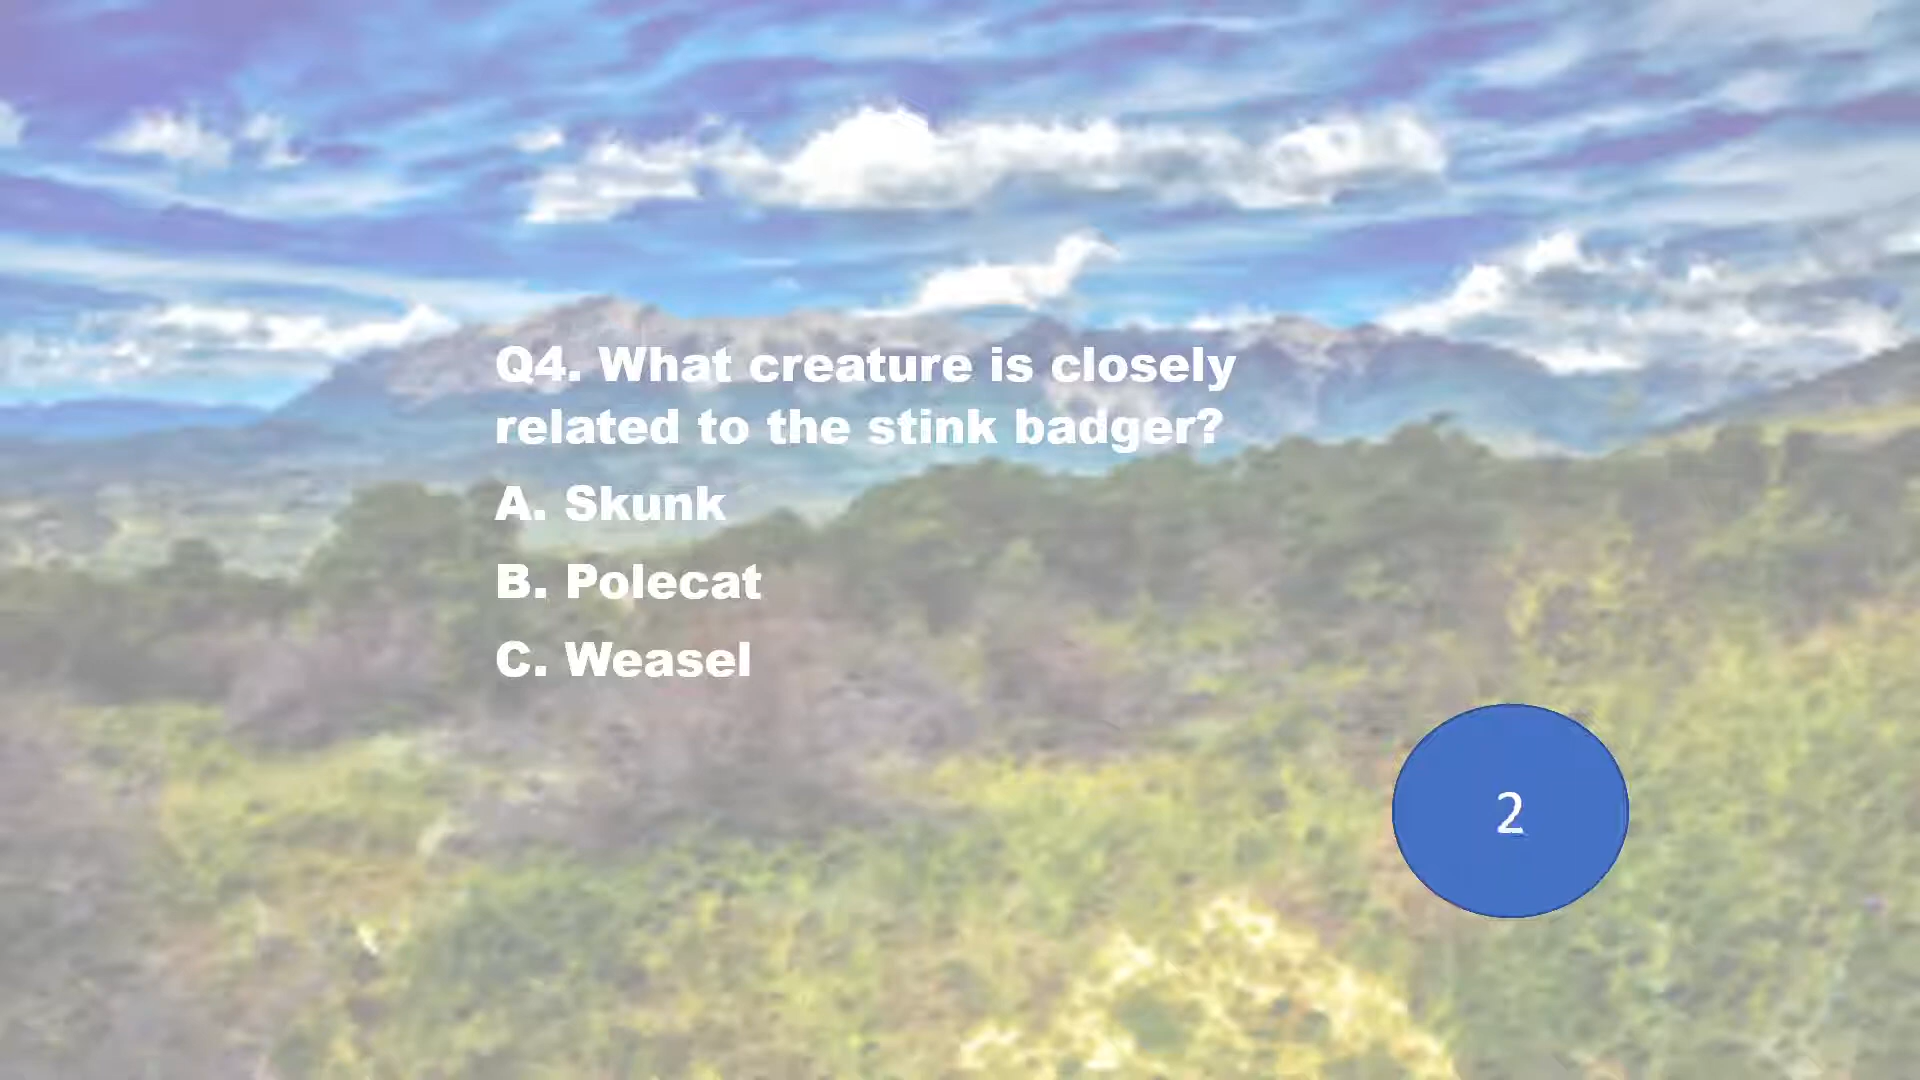 Q4. What creature is closely
related to the stink badger?
A. Skunk
B. Polecat
C. Weasel
2